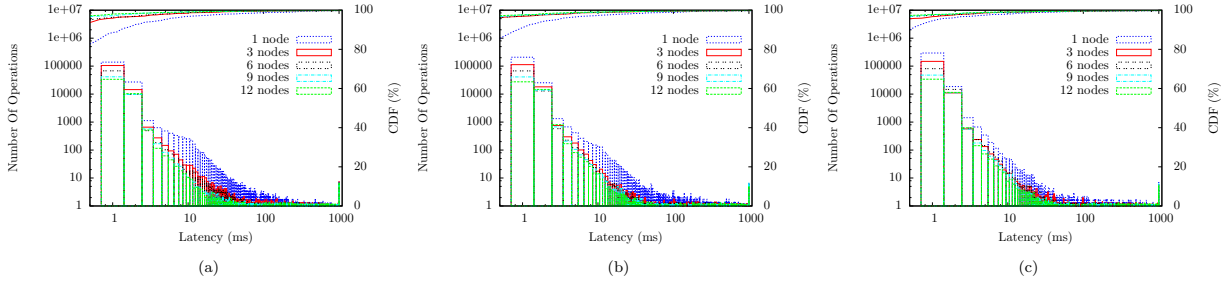 1e+07
1e+06
100000
10000
1000
100
10
1
Number Of Operations
1 node
3 nodes
6 nodes
9 nodes
12 nodes
100
80
60
40
20
0
CDF (%)
1 10 100 1000
Latency (ms)
(a)
1e+07
1e+06
100000
10000
1000
100
10
1
Number Of Operations
1 node
3 nodes
6 nodes
9 nodes
12 nodes
100
80
60
40
20
0
CDF (%)
1 10 100 1000
Latency (ms)
(b)
1e+07
1e+06
100000
10000
1000
100
10
1
Number Of Operations
1 node
3 nodes
6 nodes
9 nodes
12 nodes
100
80
60
40
20
0
CDF (%)
1 10 100 1000
Latency (ms)
(c)